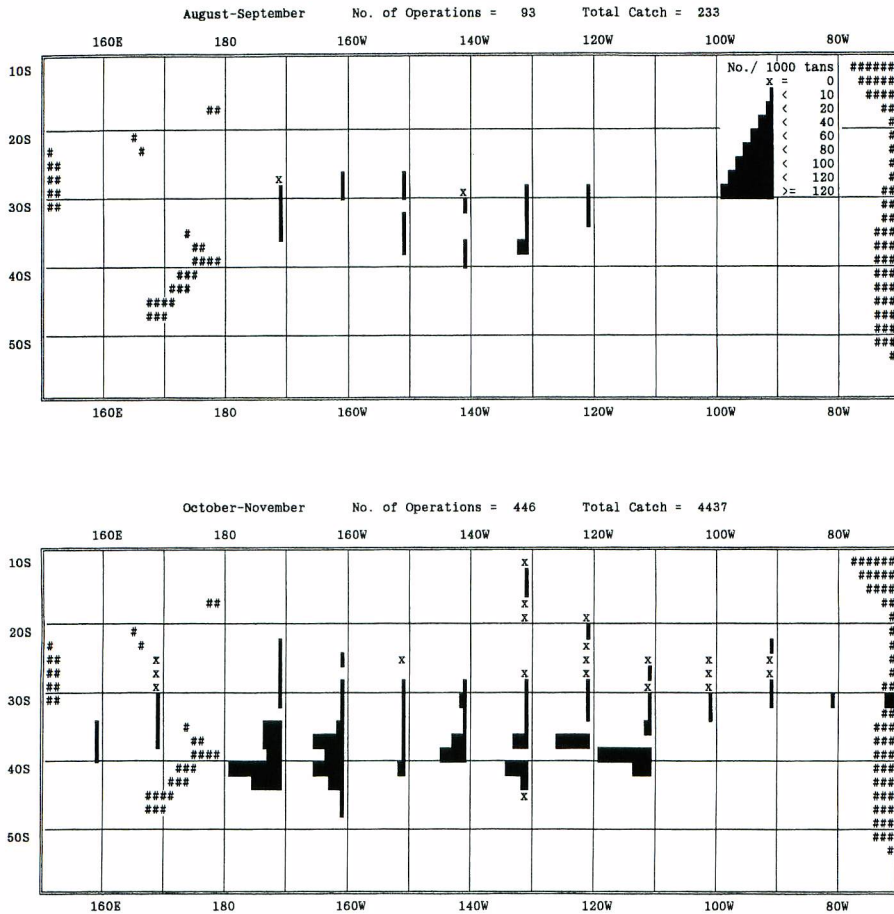 August-September No. of Operations = 93 Total Catch = 233
160E 180 160W 140W 120W 100W 80W
10S
No./ 1000 tans
x = 0
< 10
< 20
< 40
< 60
< 80
< 100
< 120
>= 120
20S
x
x
30S
40S
50S
160E 180 160W 140W 120W 100W 80W
October-November No. of Operations = 446 Total Catch = 4437
160E 180 160W 140W 120W 100W 80W
10S
x
x
x x
20S
x
x x x x x x
x x x x x x
x
30S
40S
x
50S
160E 180 160W 140W 120W 100W 80W